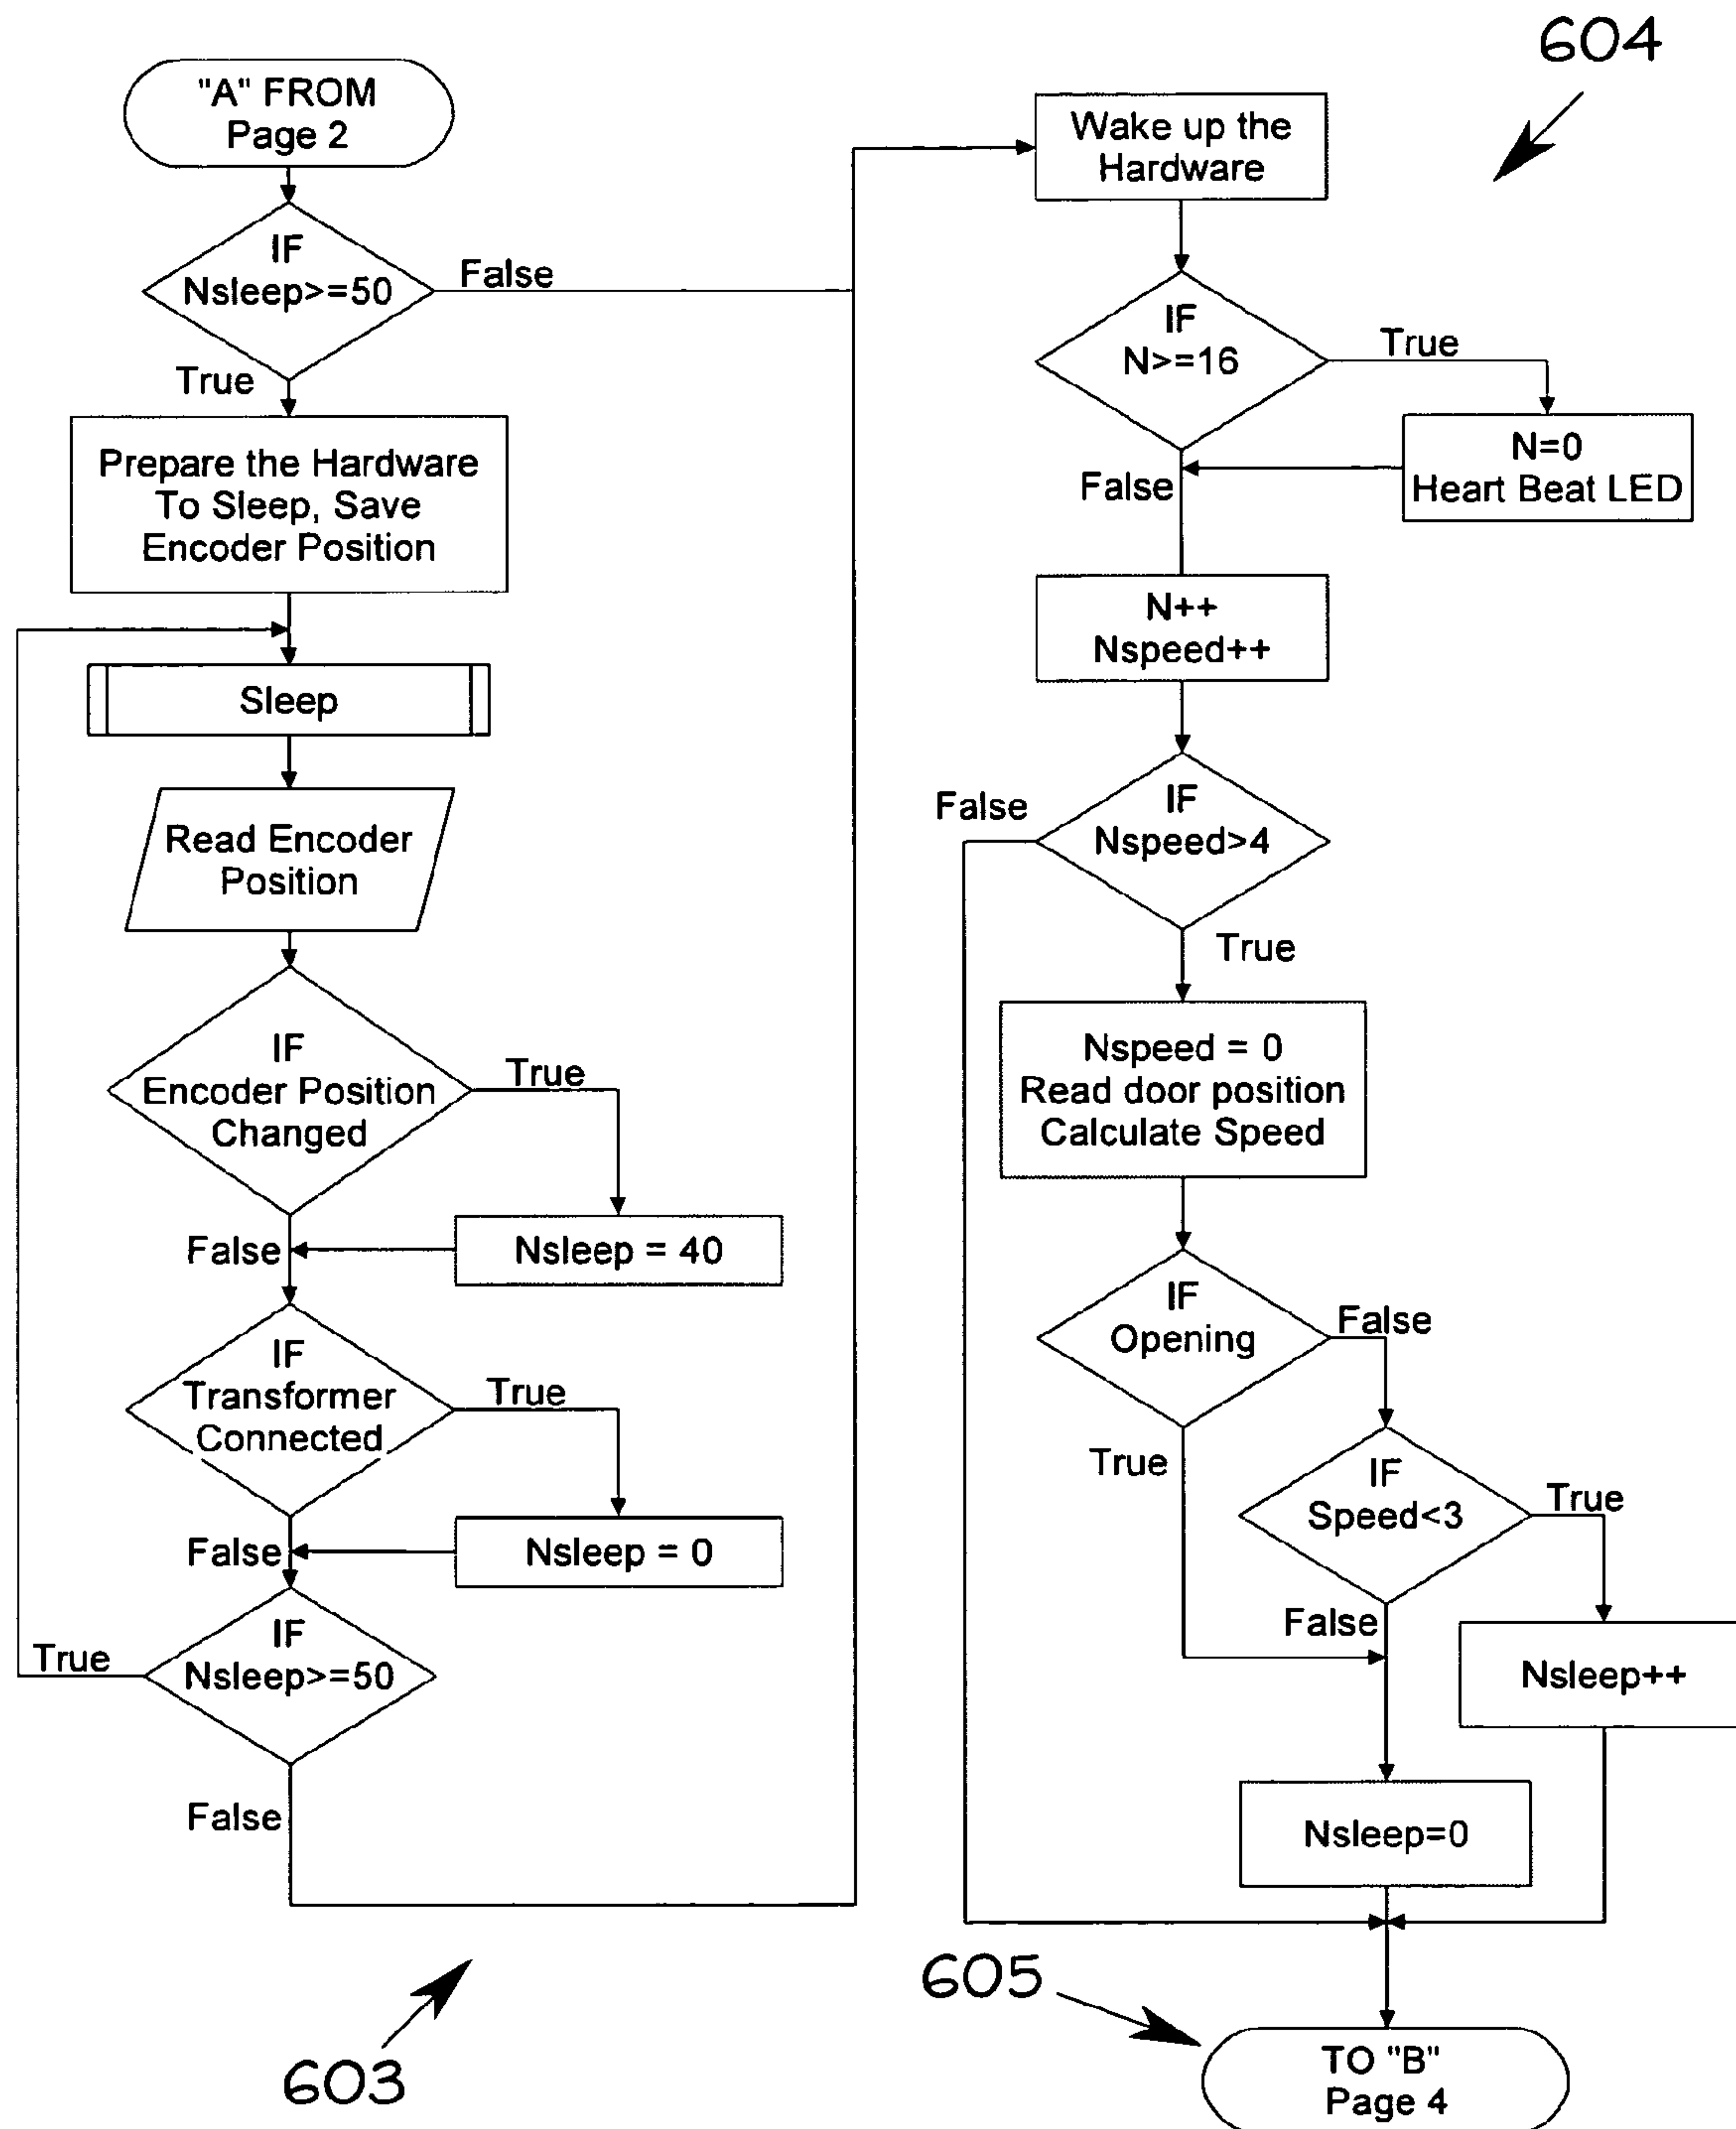 "A" FROM
Page 2
IF
Nsleep>=50
False
True
Prepare the Hardware
To Sleep, Save
Encoder Position
Sleep
Read Encoder
Position
IF
Encoder Position
Changed
True
False
Nsleep = 40
IF
Transformer
Connected
True
False
Nsleep = 0
IF
Nsleep>=50
True
False
603
604
Wake up the
Hardware
IF
N>=16
True
N=0
Heart Beat LED
False
N++
Nspeed++
IF
Nspeed>4
False
True
Nspeed = 0
Read door position
Calculate Speed
IF
Opening
False
True
IF
Speed<3
True
False
Nsleep++
Nsleep=0
605
TO "B"
Page 4